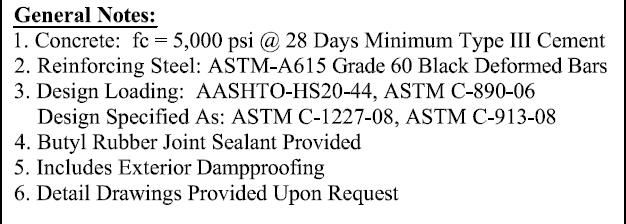 General Notes:
1. Concrete: fc = 5,000 psi @ 28 Days Minimum Type III Cement
2. Reinforcing Steel: ASTM-A615 Grade 60 Black Deformed Bars
3. Design Loading: AASHTO-HS20-44, ASTM C-890-06
Design Specified As: ASTM C-1227-08, ASTM C-913-08
4. Butyl Rubber Joint Sealant Provided
5. Includes Exterior Dampproofing
6. Detail Drawings Provided Upon Request